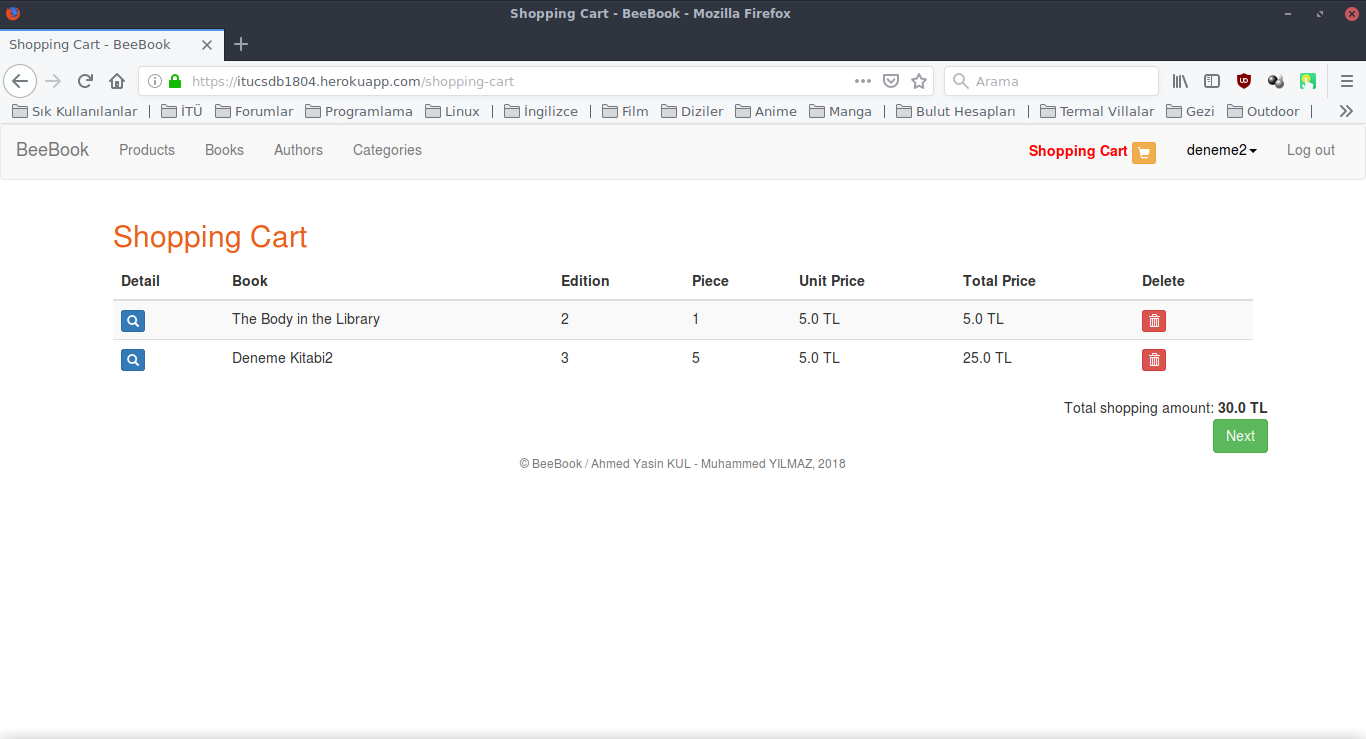 Shopping Cart - BeeBook - Mozilla Firefox
Shopping Cart - BeeBook
https://itucsdb1804.herokuapp.com/shopping-cart
Arama
Sık Kullanılanlar | İTÜ Forumlar Programlama Linux | İngilizce | Film Diziler Anime Manga | Bulut Hesapları | Termal Villalar Gezi Outdoor |
BeeBook Products Books Authors Categories Shopping Cart deneme2 Log out
Shopping Cart
Detail Book Edition Piece Unit Price Total Price Delete
The Body in the Library 2 1 5.0 TL 5.0 TL
Deneme Kitabi2 3 5 5.0 TL 25.0 TL
Total shopping amount: 30.0 TL
Next
© BeeBook / Ahmed Yasin KUL - Muhammed YILMAZ, 2018